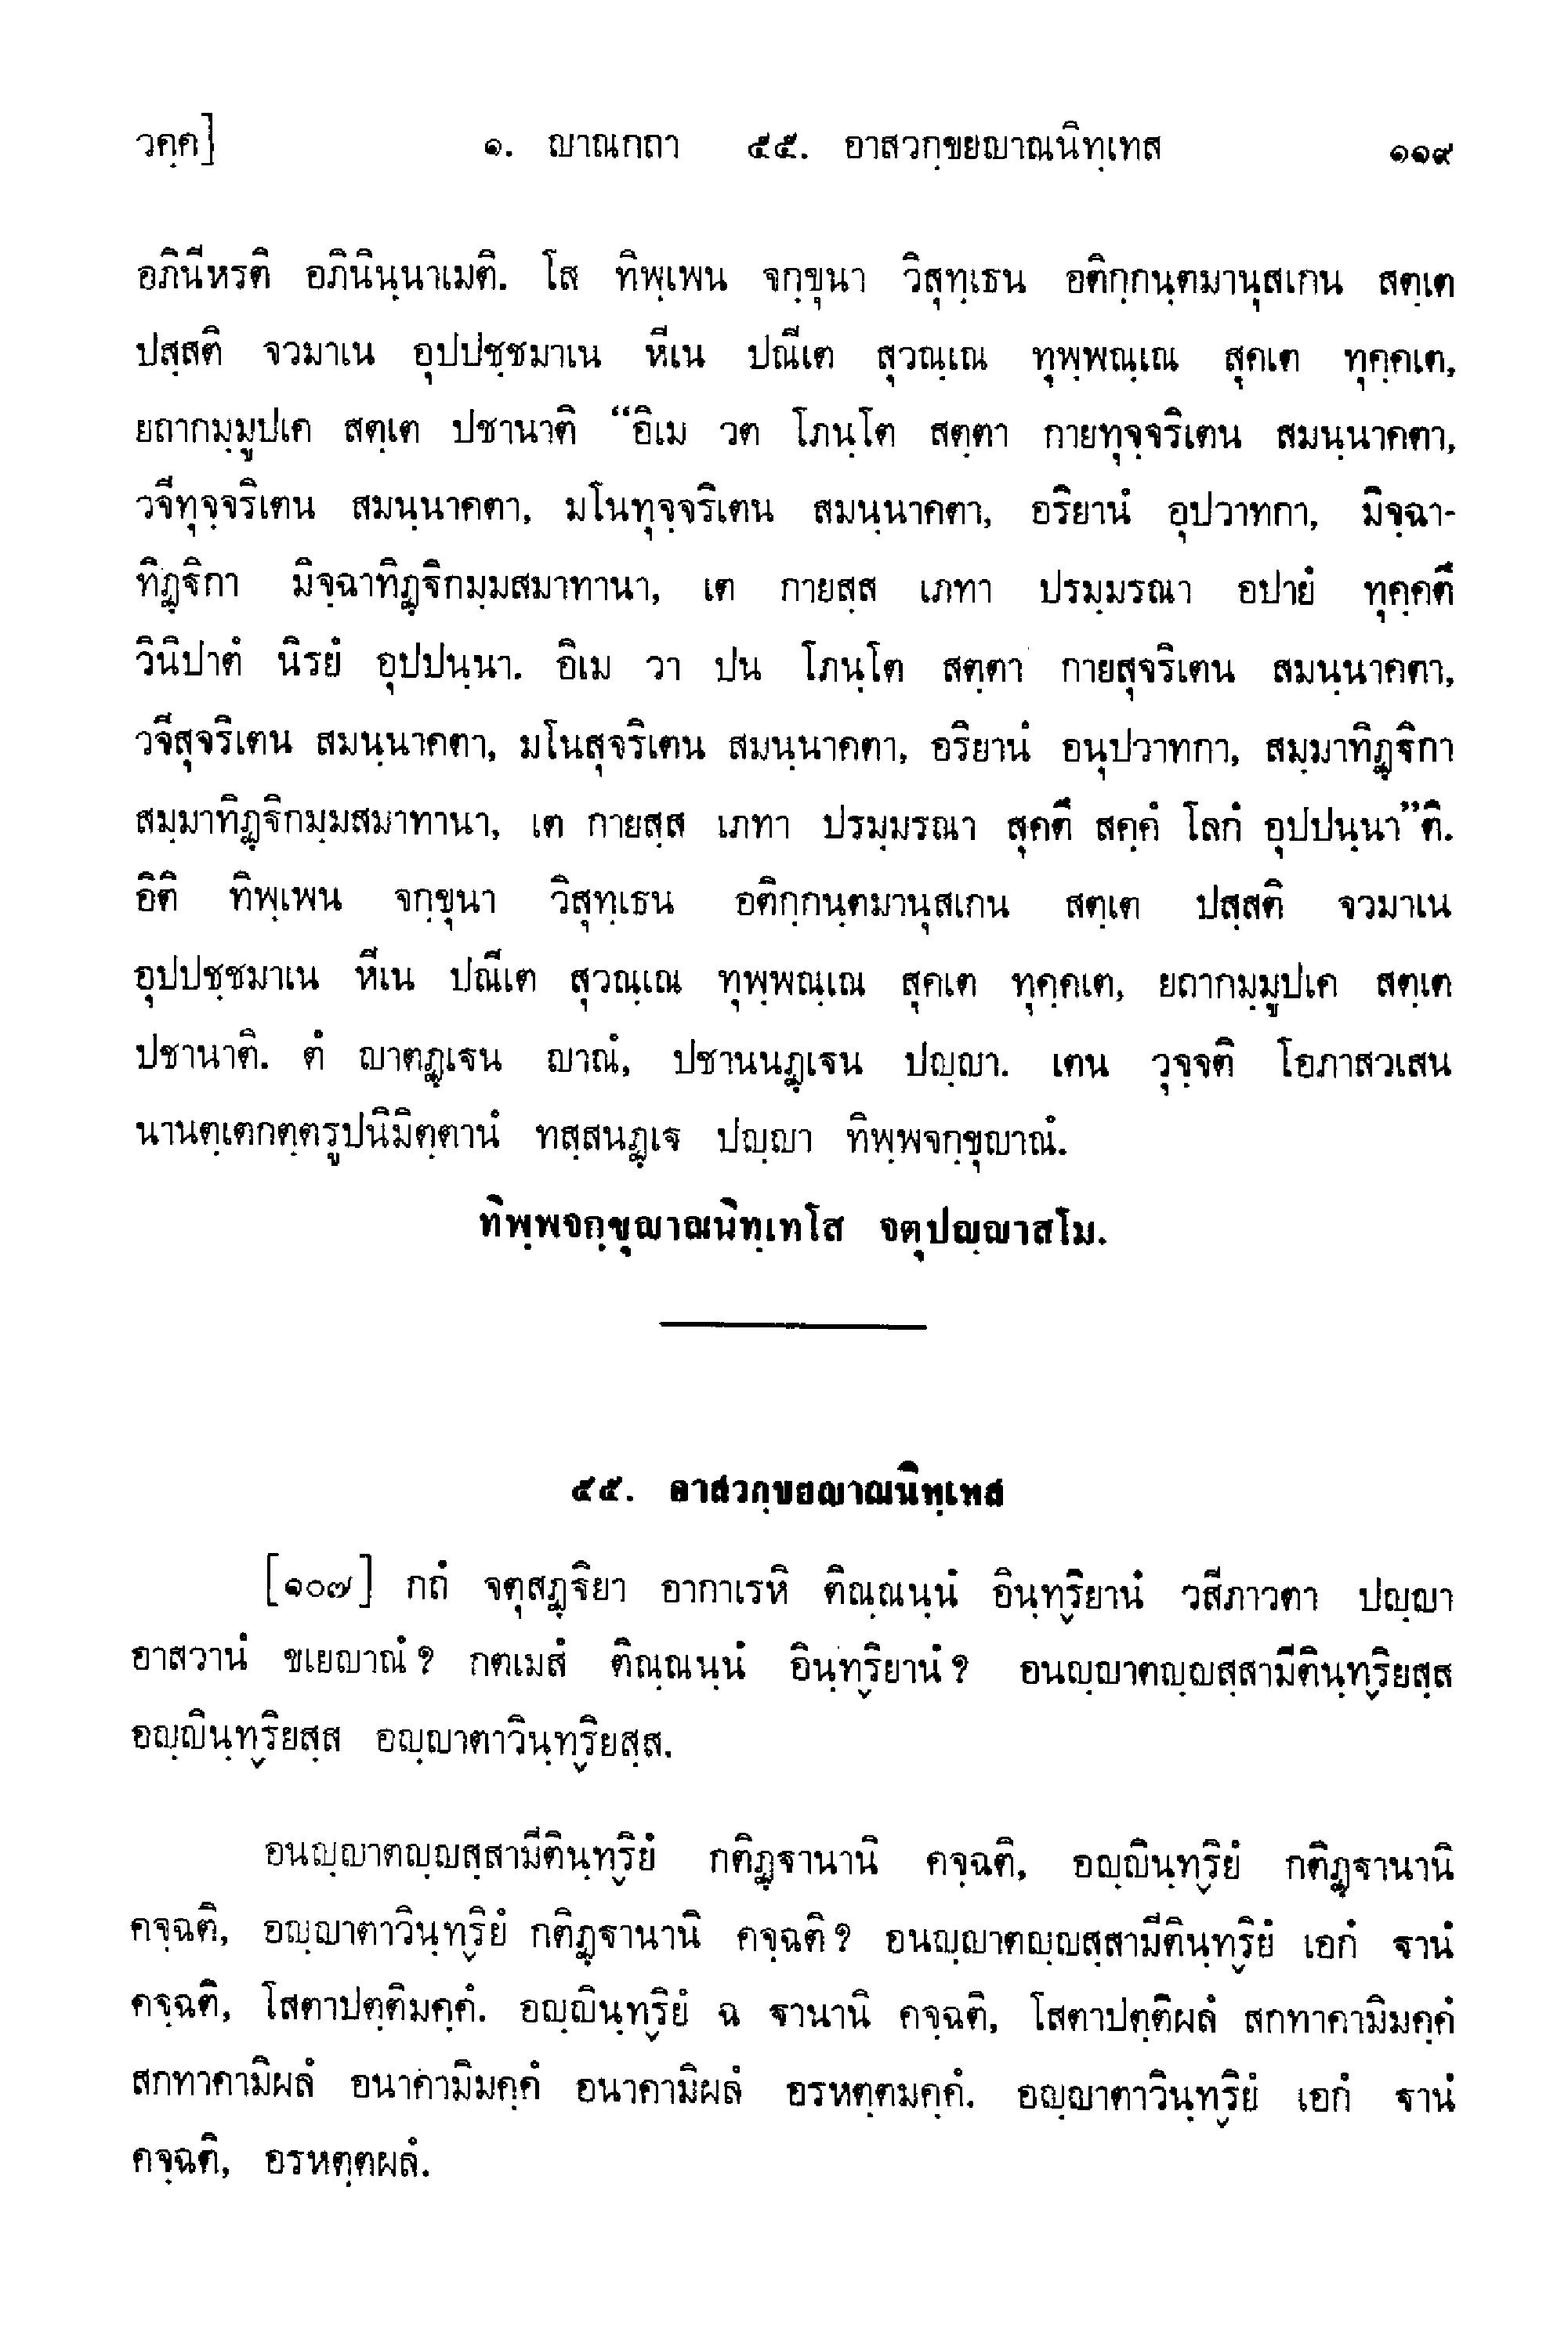 วคฺค]	๑. ญาณกถา ๕๕. อาสวกฺขยญาณนิทฺเทส	๑๑๙
อภินีหรติ อภินินฺนาเมติ. โส ทิพฺเพน จกฺขุนา วิสุทฺเธน อติกฺกนฺตมานุสเกน สตฺเต
ปสฺสติ จวมาเน อุปปชฺชมาเน หีเน ปณีเต สุวณฺเณ ทุพฺพณฺเณ สุคเต ทุคฺคเต,
ยถากมฺมูปเค สตฺเต ปชานาติ “อิเม วต โภนฺโต สตฺตา กายทุจฺจริเตน สมนฺนาคตา,
วจีทุจฺจริเตน สมนฺนาคตา, มโนทุจฺจริเตน สมนฺนาคตา, อริยานํ อุปวาทกา, มิจฺฉา-
ทิฏฺฐิกา มิจฺฉาทิฏฺฐิกมฺมสมาทานา, เต กายสฺส เภทา ปรมฺมรณา อปายํ ทุคฺคตึ
วินิปาตํ นิรยํ อุปปนฺนา. อิเม วา ปน โภนฺโต สตฺตา กายสุจริเตน สมนฺนาคตา,
วจีสุจริเตน สมนฺนาคตา, มโนสุจริเตน สมนฺนาคตา, อริยานํ อนุปวาทกา, สมฺมาทิฏฺฐิกา
สมฺมาทิฏฺฐิกมฺมสมาทานา, เต กายสฺส เภทา ปรมฺมรณา สุคตึ สคฺคํ โลกํ อุปปนฺนา”ติ.
อิติ ทิพฺเพน จกฺขุนา วิสุทฺเธน อติกฺกนฺตมานุสเกน สตฺเต ปสฺสติ จวมาเน
อุปปชฺชมาเน หีเน ปณีเต สุวณฺเณ ทุพฺพณฺเณ สุคเต ทุคฺคเต, ยถากมฺมูปเค สตฺเต
ปชานาติ. ตํ ญาตฏฺเฐน ญาณํ, ปชานนฏฺเฐน ปญฺญา. เตน วุจฺจติ โอภาสวเสน
นานตฺเตกตฺตรูปนิมิตฺตานํ ทสฺสนฏฺเฐ ปญฺญา ทิพฺพจกฺขุญาณํ.
ทิพฺพจกฺขุญาณนิทฺเทโส จตุปญฺญาสโม.
๕๕. อาสวกฺขยญาณนิทฺเทส
[๑๐๗] กถํ จตุสฏฺฐิยา อากาเรหิ ติณฺณนฺนํ อินฺทฺริยานํ วสีภาวตา ปญฺญา
อาสวานํ ขเยญาณํ ? กตเมสํ ติณฺณนฺนํ อินฺทฺริยานํ ? อนญฺญาตญฺญสฺสามีตินฺทฺริยสฺส
อญฺญินฺทฺริยสฺส อญฺญาตาวินฺทฺริยสฺส.
อนญฺญาตญฺญสฺสามีตินฺทฺริยํ กติฏฺฐานานิ คจฺฉติ, อญฺญินฺทฺริยํ กติฏฺฐานานิ
คจฺฉติ, อญฺญาตาวินฺทฺริยํ กติฏฺฐานานิ คจฺฉติ ? อนญฺญาตญฺญสฺสามีตินฺทฺริยํ เอกํ ฐานํ
คจฺฉติ, โสตาปตฺติมคฺคํ. อญฺญินฺทฺริยํ ฉ ฐานานิ คจฺฉติ, โสตาปตฺติผลํ สกทาคามิมคฺคํ
สกทาคามิผลํ อนาคามิมคฺคํ อนาคามิผลํ อรหตฺตมคฺคํ. อญฺญาตาวินฺทฺริยํ เอกํ ฐานํ
คจฺฉติ, อรหตฺตผลํ.